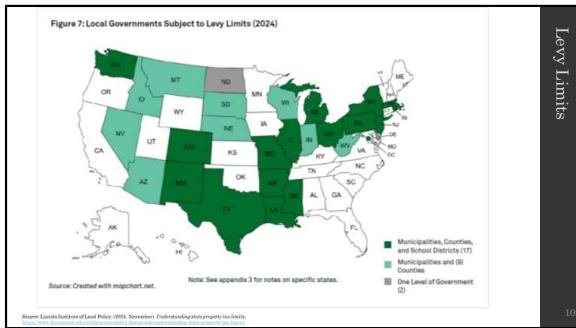 Figure 7: Local Governments Subject to Levy Limits (2024)
Levy Limits
WA
MT
ND
MN
ME
OR
ID
SD
WI
MI
NY
WY
IA
NE
NV
IL
IN
OH
PA
NJ
RI
DE
MD
DC
UT
CO
KS
MO
KY
WV
VA
CA
AZ
NM
OK
AR
TN
NC
SC
TX
LA
MS
AL
GA
FL
AK
HI
Municipalities, Counties, and School Districts (17)
Municipalities and (9) Counties
One Level of Government (2)
Note: See appendix 3 for notes on specific states.
Source: Created with mapchart.net.
Source: Lincoln Institute of Land Policy. (2025, November). Understanding state property tax limits.